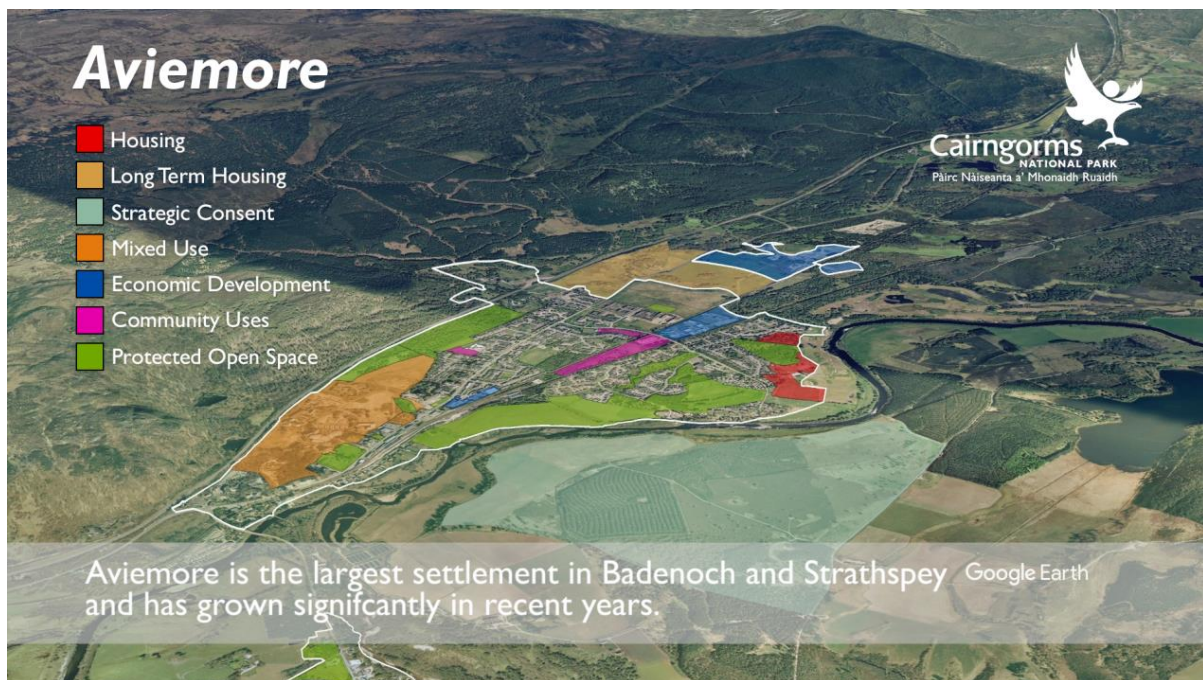 Aviemore
Housing
Long Term Housing
Strategic Consent
Mixed Use
Economic Development
Community Uses
Protected Open Space
Cairngorms
NATIONAL PARK
Pàirc Nàiseanta a' Mhonaidh Ruaidh
Aviemore is the largest settlement in Badenoch and Strathspey
and has grown signifcantly in recent years.
Google Earth